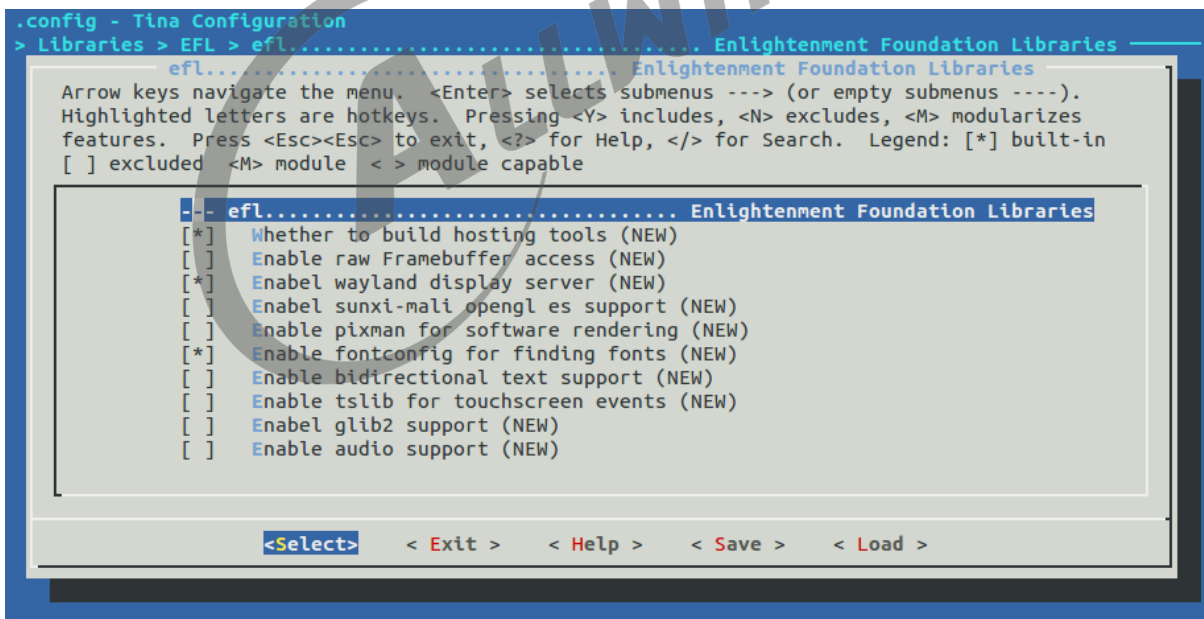 .config - Tina Configuration
> Libraries > EFL > efl................................... Enlightenment Foundation Libraries
efl................................... Enlightenment Foundation Libraries
Arrow keys navigate the menu.  <Enter> selects submenus ---> (or empty submenus ----).
Highlighted letters are hotkeys.  Pressing <Y> includes, <N> excludes, <M> modularizes
features.  Press <Esc><Esc> to exit, <?> for Help, </> for Search.  Legend: [*] built-in
[ ] excluded  <M> module  < > module capable
--- efl................................... Enlightenment Foundation Libraries
[*]   Whether to build hosting tools (NEW)
[ ]   Enable raw Framebuffer access (NEW)
[*]   Enabel wayland display server (NEW)
[ ]   Enabel sunxi-mali opengl es support (NEW)
[ ]   Enable pixman for software rendering (NEW)
[*]   Enable fontconfig for finding fonts (NEW)
[ ]   Enable bidirectional text support (NEW)
[ ]   Enable tslib for touchscreen events (NEW)
[ ]   Enabel glib2 support (NEW)
[ ]   Enable audio support (NEW)
<Select>    < Exit >    < Help >    < Save >    < Load >